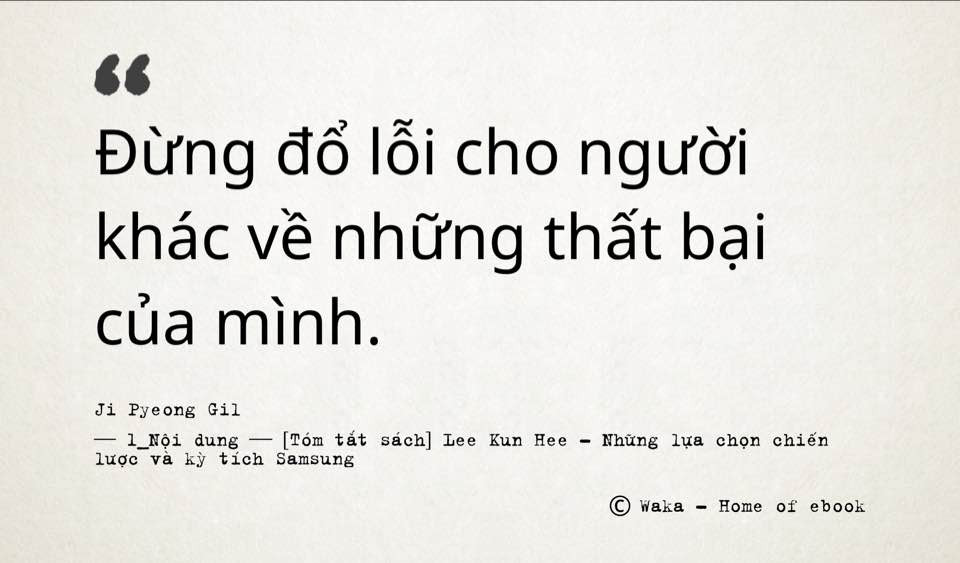 “
Đừng đổ lỗi cho người
khác về những thất bại
của mình.
Ji Pyeong Gil
— 1_Nội dung — [Tóm tắt sách] Lee Kun Hee – Những lựa chọn chiến
lược và kỳ tích Samsung
© Waka – Home of ebook